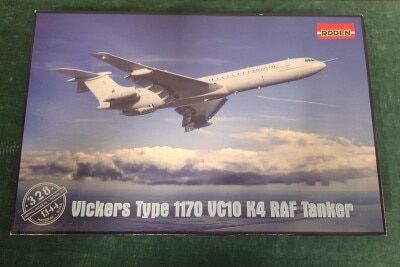 RODEN
328
1:144
Vickers Type 1170 VC10 K4 RAF Tanker